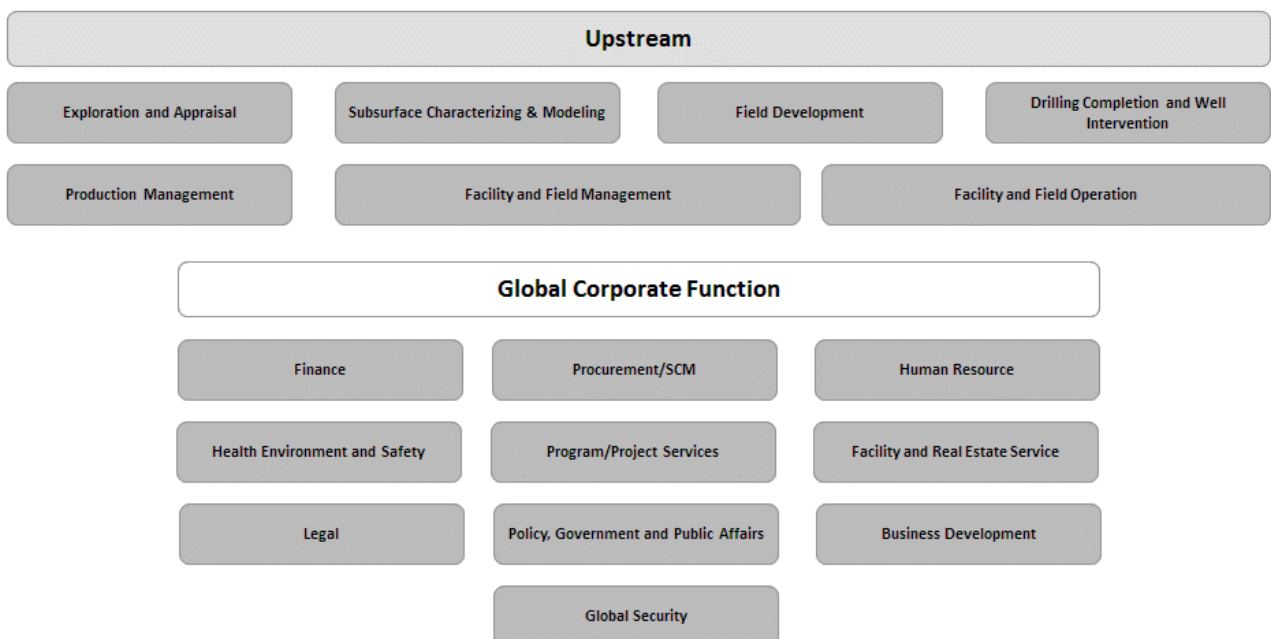 Upstream
Exploration and Appraisal
Subsurface Characterizing & Modeling
Field Development
Drilling Completion and Well
Intervention
Production Management
Facility and Field Management
Facility and Field Operation
Global Corporate Function
Finance
Procurement/SCM
Human Resource
Health Environment and Safety
Program/Project Services
Facility and Real Estate Service
Legal
Policy, Government and Public Affairs
Business Development
Global Security